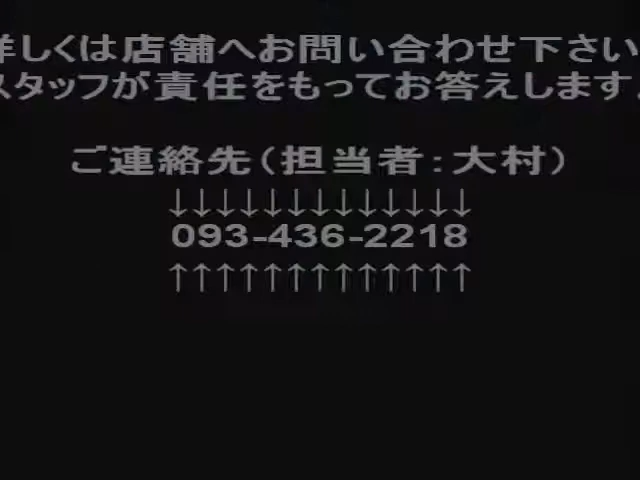 詳しくは店舗へお問い合わせ下さい
スタッフが責任をもってお答えします。
ご連絡先(担当者:大村)
↓↓↓↓↓↓↓↓↓↓↓↓↓
093-436-2218
↑↑↑↑↑↑↑↑↑↑↑↑↑